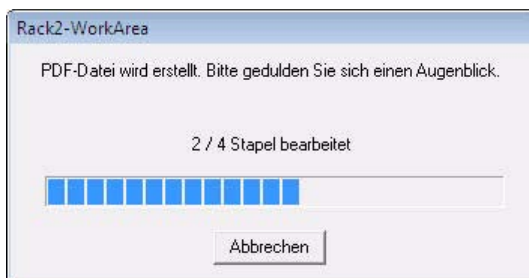 Rack2-WorkArea
PDF-Datei wird erstellt. Bitte gedulden Sie sich einen Augenblick.
2 / 4 Stapel bearbeitet
Abbrechen